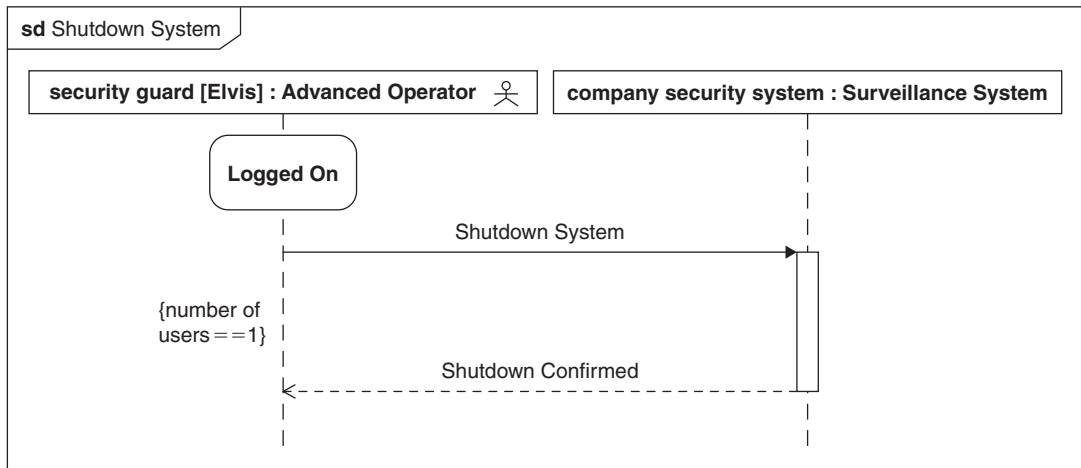 sd Shutdown System
security guard [Elvis] : Advanced Operator
company security system : Surveillance System
Logged On
Shutdown System
{number of
users==1}
Shutdown Confirmed